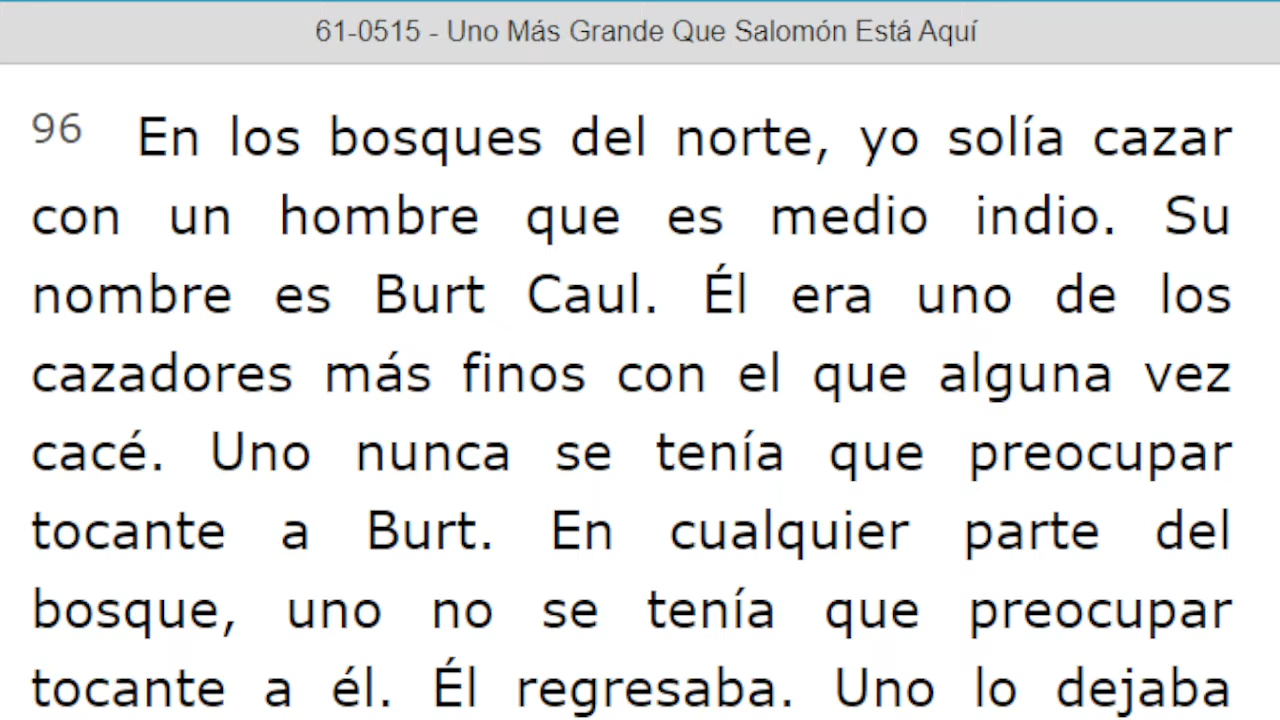 61-0515 - Uno Más Grande Que Salomón Está Aquí
96 En los bosques del norte, yo solía cazar
con un hombre que es medio indio. Su
nombre es Burt Caul. Él era uno de los
cazadores más finos con el que alguna vez
cacé. Uno nunca se tenía que preocupar
tocante a Burt. En cualquier parte del
bosque, uno no se tenía que preocupar
tocante a él. Él regresaba. Uno lo dejaba